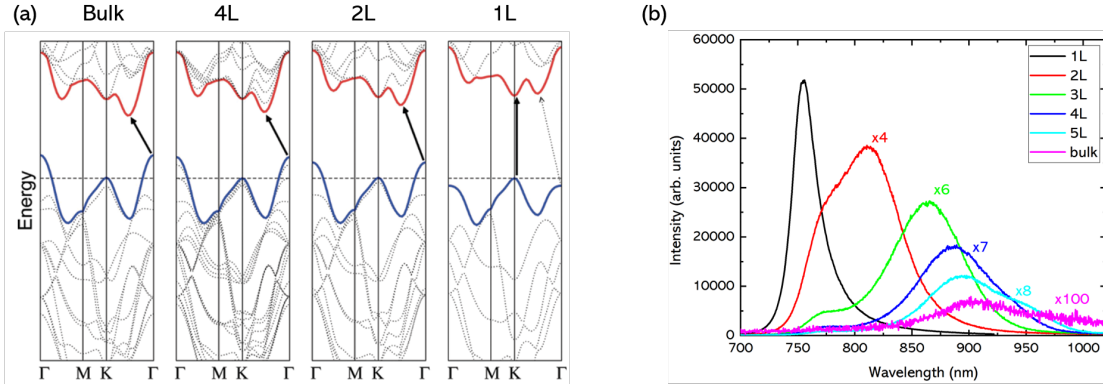 (a)
Bulk
4L
2L
1L
Energy
Γ
M
K
Γ
Γ
M
K
Γ
Γ
M
K
Γ
Γ
M
K
Γ
(b)
60000
50000
40000
30000
20000
10000
0
Intensity (arb. units)
1L
2L
3L
4L
5L
bulk
x4
x6
x7
x8
x100
700
750
800
850
900
950
1000
Wavelength (nm)